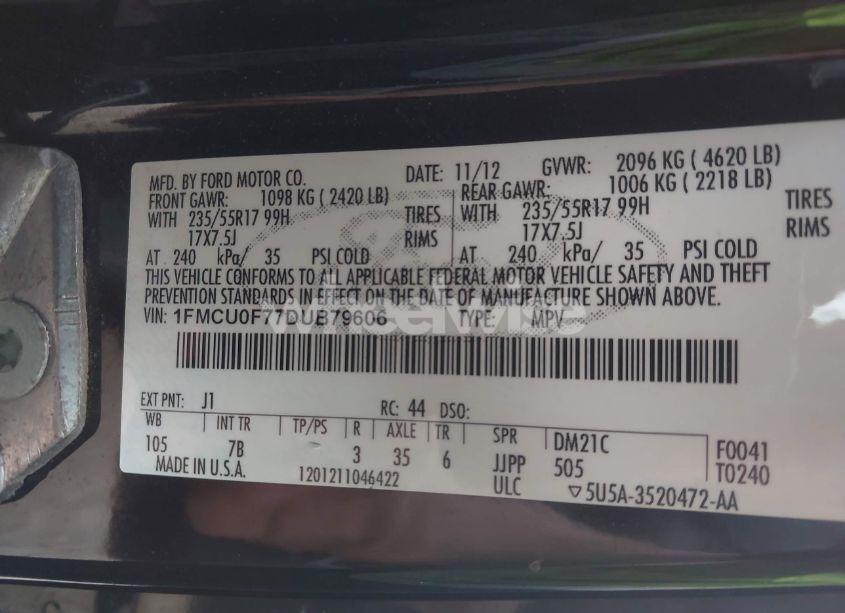 MFD. BY FORD MOTOR CO. DATE: 11/12 GVWR: 2096 KG ( 4620 LB)
FRONT GAWR: 1098 KG ( 2420 LB) REAR GAWR: 1006 KG ( 2218 LB)
WITH 235/55R17 99H TIRES WITH 235/55R17 99H TIRES
17X7.5J RIMS 17X7.5J RIMS
AT 240 kPa/ 35 PSI COLD AT 240 kPa/ 35 PSI COLD
THIS VEHICLE CONFORMS TO ALL APPLICABLE FEDERAL MOTOR VEHICLE SAFETY AND THEFT
PREVENTION STANDARDS IN EFFECT ON THE DATE OF MANUFACTURE SHOWN ABOVE.
VIN: 1FMCU0F77DUB79606 TYPE: MPV
EXT PNT: J1 RC: 44 DSO:
WB INT TR TP/PS R AXLE TR SPR DM21C F0041
105 7B 3 35 6 JJPP 505 T0240
MADE IN U.S.A. 1201211046422 ULC 5U5A-3520472-AA